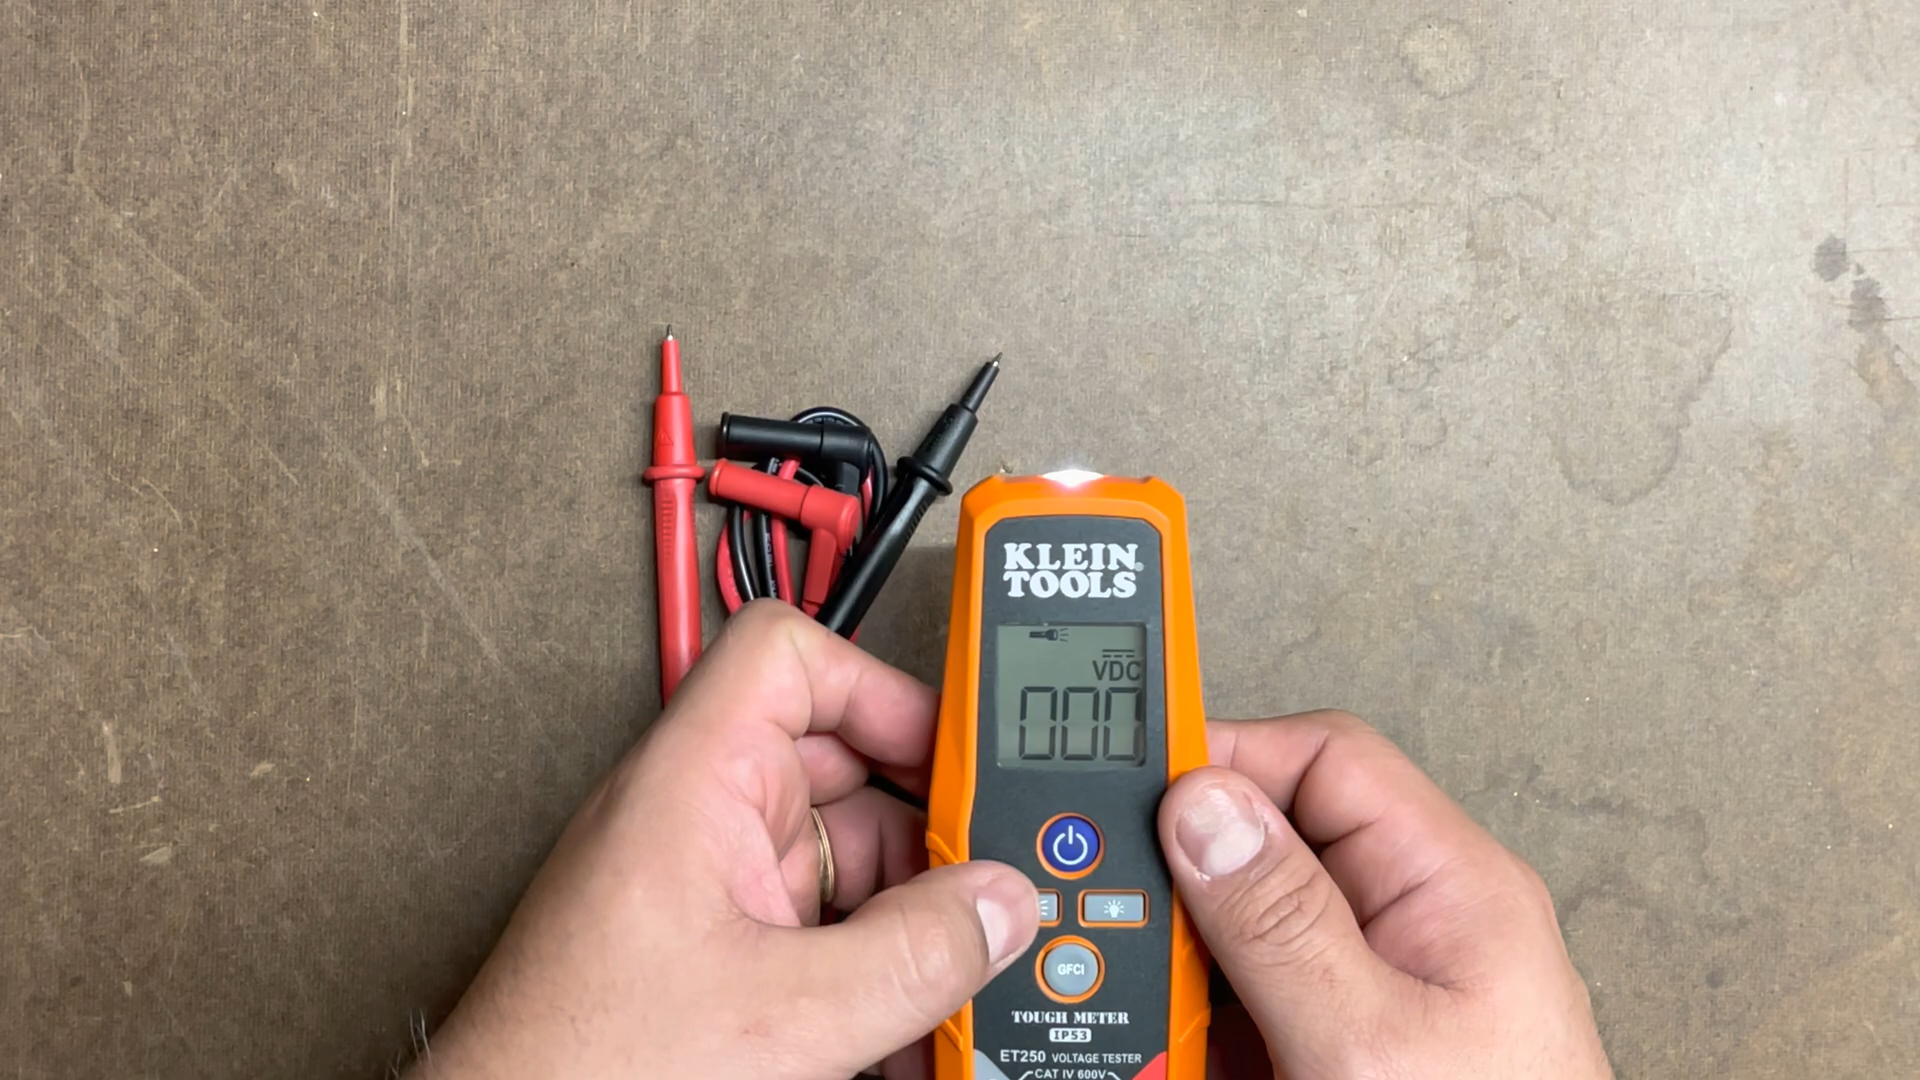 KLEIN
TOOLS®
VDC
000
GFCI
TOUGH METER
IP53
ET250 VOLTAGE TESTER
CAT IV 600V